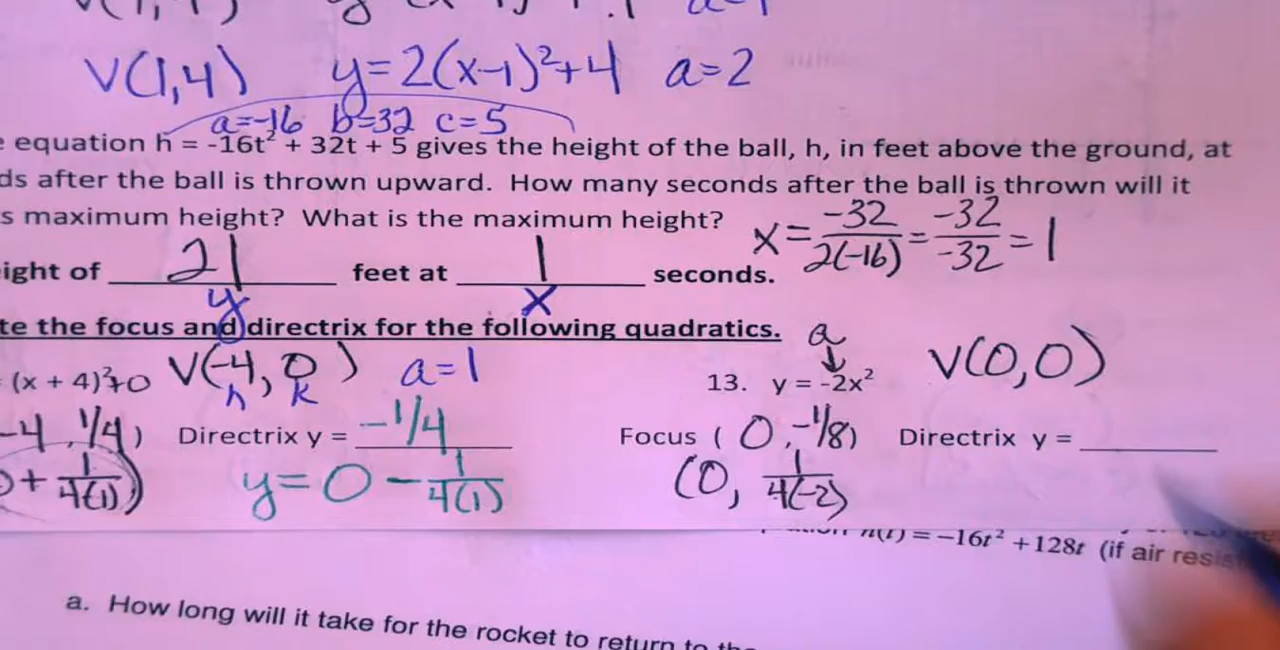 V(1,4) y=2(x-1)²+4 a=2
a=-16 b=32 c=5
equation h = -16t² + 32t + 5 gives the height of the ball, h, in feet above the ground, at
ds after the ball is thrown upward. How many seconds after the ball is thrown will it
s maximum height? What is the maximum height?
x = -32/2(-16) = -32/-32 = 1
ight of 21 feet at 1 seconds.
y x
te the focus and directrix for the following quadratics.
(x + 4)²+0 V(-4, 0) a=1
h k
a
13. y = -2x² V(0,0)
-4, 1/4) Directrix y = -1/4
Focus (0, -1/8) Directrix y =
0 + 1/4(1)) y=0 - 1/4(1)
(0, 1/4(-2))
h(t) = -16t² + 128t (if air resis
a. How long will it take for the rocket to return to the